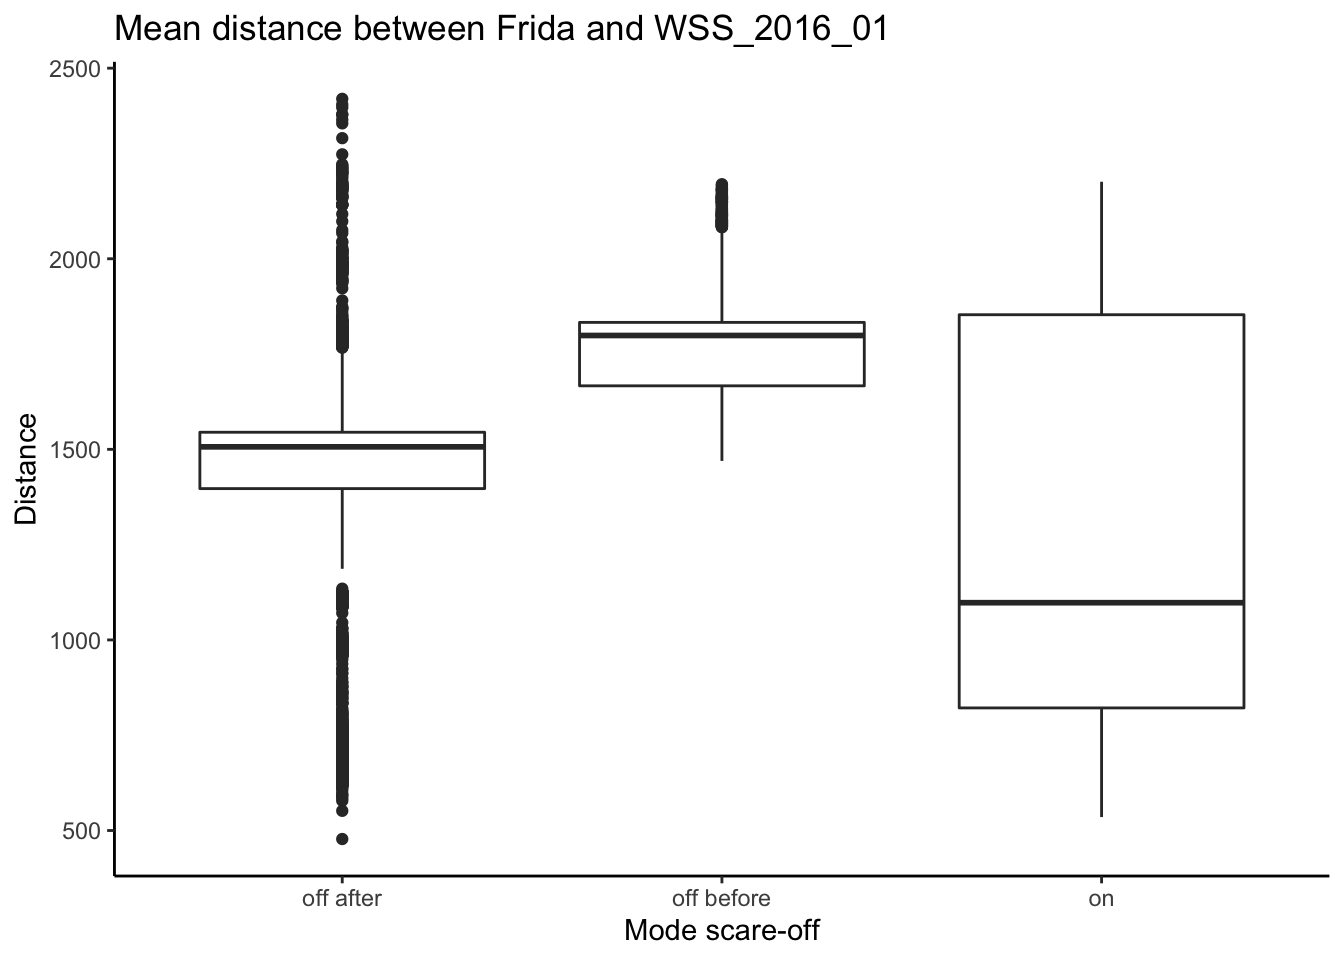 Mean distance between Frida and WSS_2016_01
2500
2000
1500
1000
500
Distance
off after
off before
on
Mode scare-off